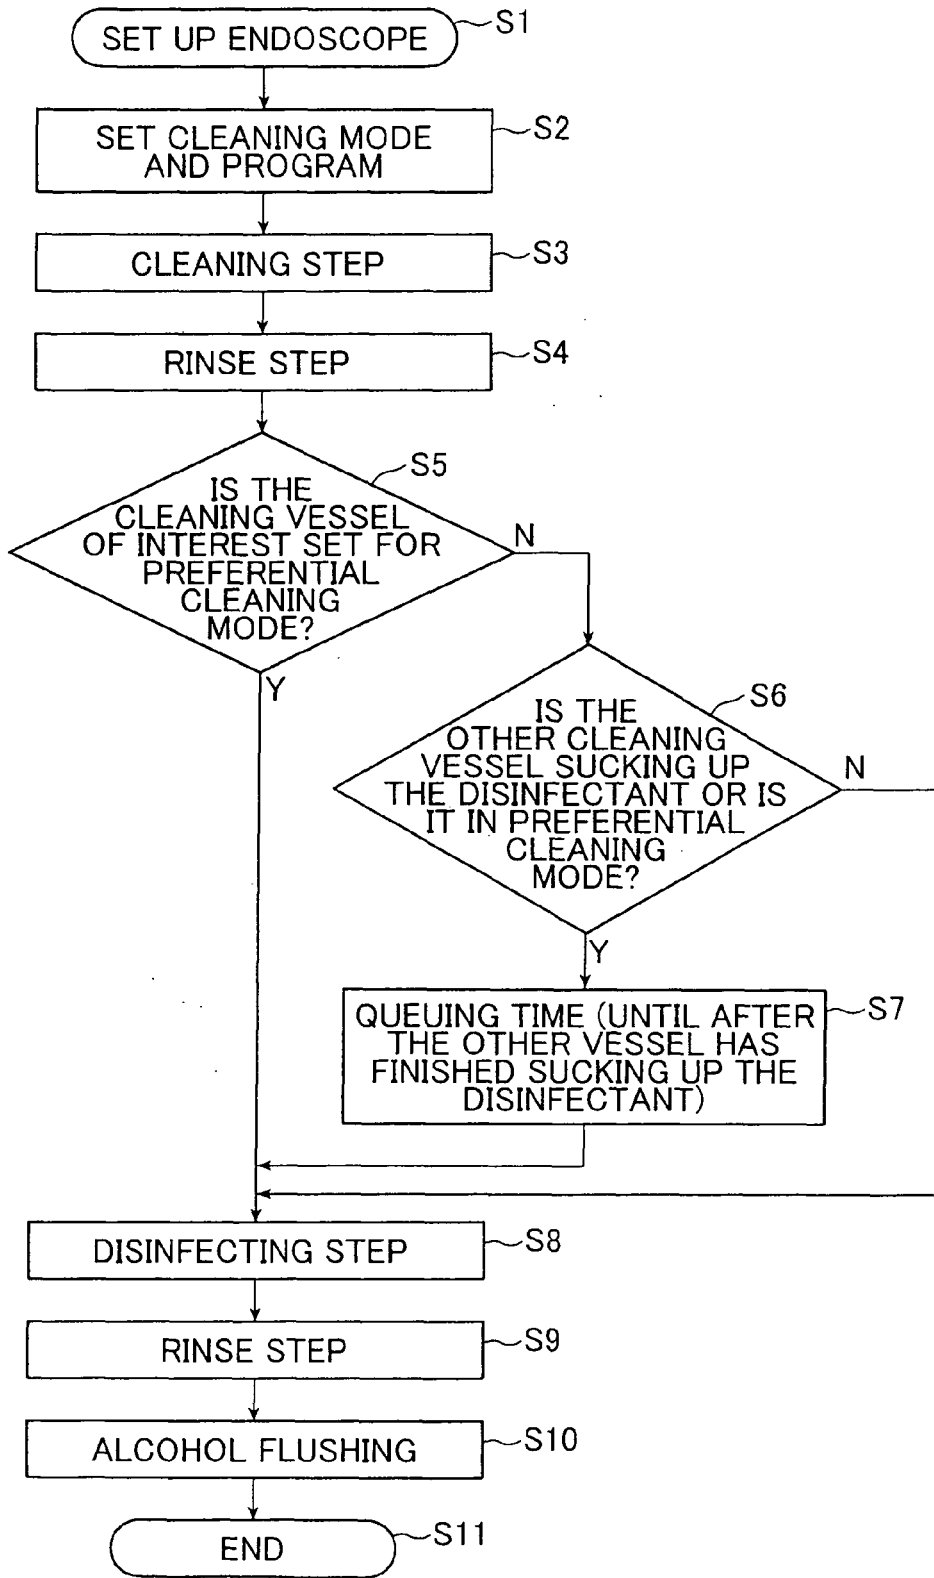 SET UP ENDOSCOPE
S1
SET CLEANING MODE
AND PROGRAM
S2
CLEANING STEP
S3
RINSE STEP
S4
IS THE
CLEANING VESSEL
OF INTEREST SET FOR
PREFERENTIAL
CLEANING
MODE?
S5
N
Y
IS THE
OTHER CLEANING
VESSEL SUCKING UP
THE DISINFECTANT OR IS
IT IN PREFERENTIAL
CLEANING
MODE?
S6
N
Y
QUEUING TIME (UNTIL AFTER
THE OTHER VESSEL HAS
FINISHED SUCKING UP THE
DISINFECTANT)
S7
DISINFECTING STEP
S8
RINSE STEP
S9
ALCOHOL FLUSHING
S10
END
S11